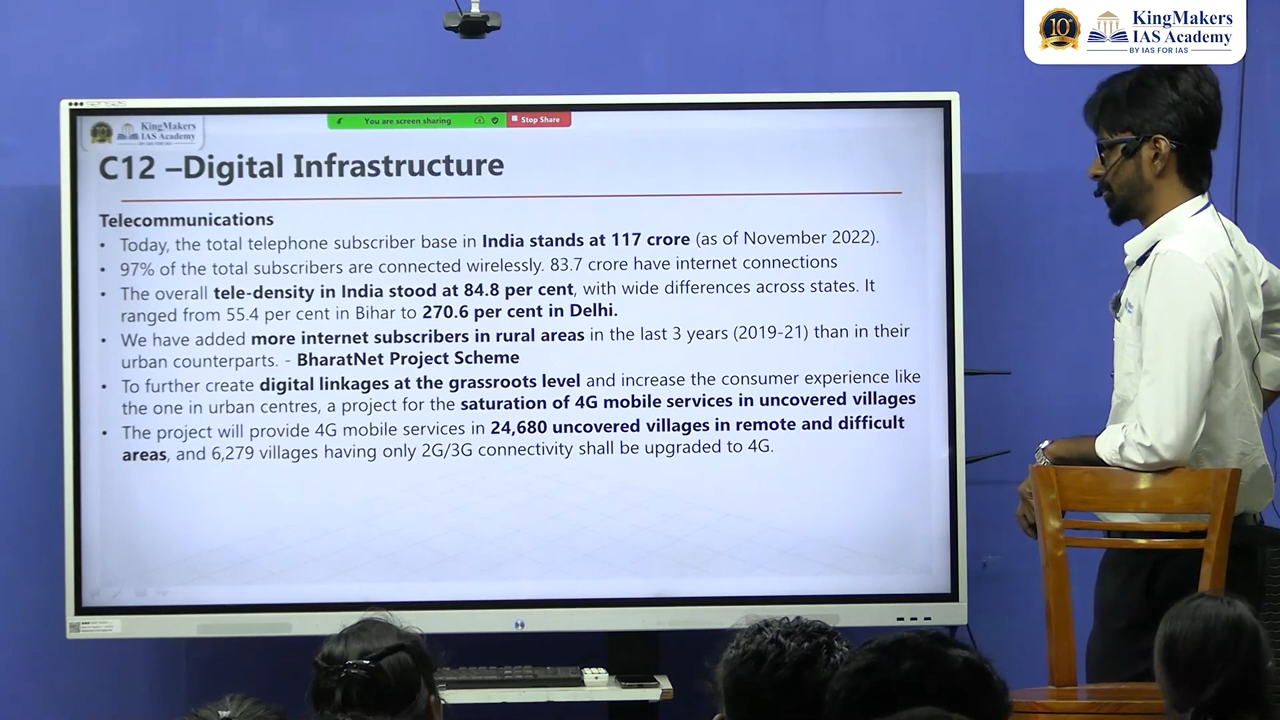 KingMakers
IAS Academy
BY IAS FOR IAS
You are screen sharing
Stop Share
KingMakers
IAS Academy
BY IAS FOR IAS
C12 –Digital Infrastructure
Telecommunications
• Today, the total telephone subscriber base in India stands at 117 crore (as of November 2022).
• 97% of the total subscribers are connected wirelessly. 83.7 crore have internet connections
• The overall tele-density in India stood at 84.8 per cent, with wide differences across states. It
ranged from 55.4 per cent in Bihar to 270.6 per cent in Delhi.
• We have added more internet subscribers in rural areas in the last 3 years (2019-21) than in their
urban counterparts. - BharatNet Project Scheme
• To further create digital linkages at the grassroots level and increase the consumer experience like
the one in urban centres, a project for the saturation of 4G mobile services in uncovered villages
• The project will provide 4G mobile services in 24,680 uncovered villages in remote and difficult
areas, and 6,279 villages having only 2G/3G connectivity shall be upgraded to 4G.